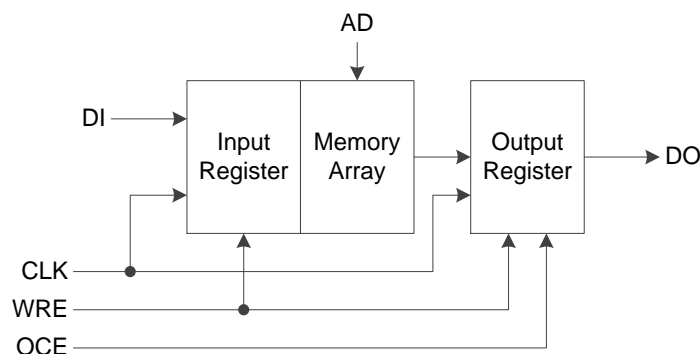 AD
DI
Input
Register
Memory
Array
Output
Register
DO
CLK
WRE
OCE